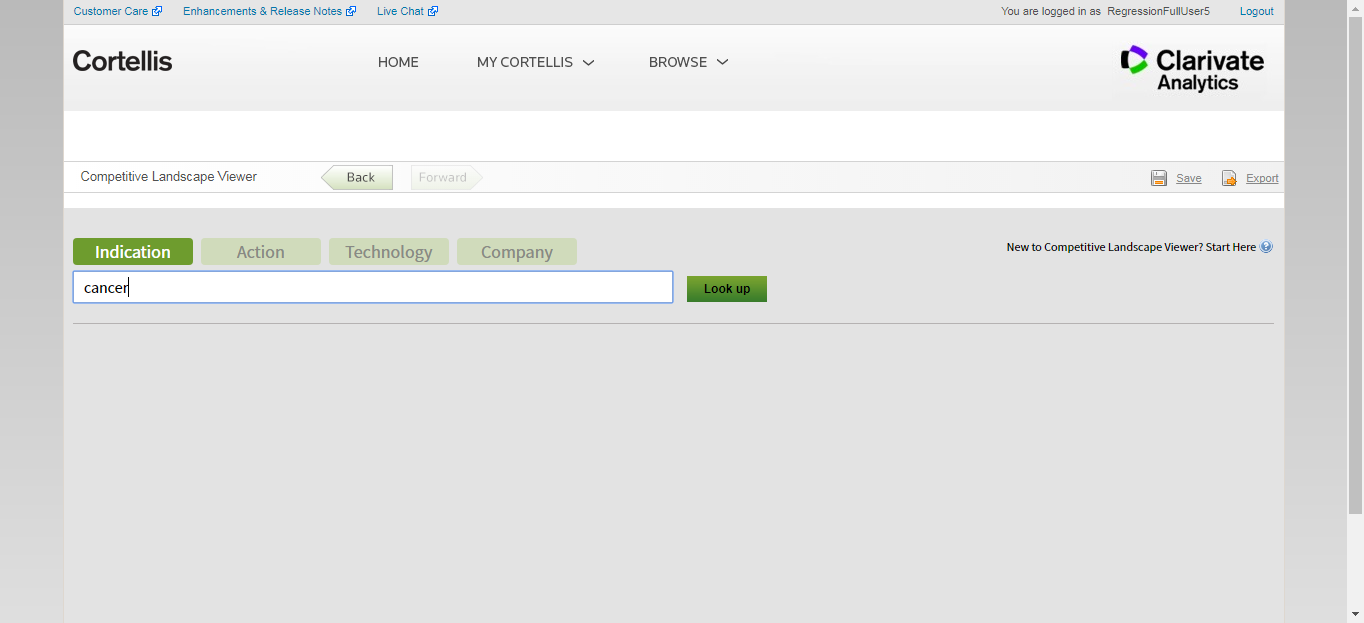 Customer Care Enhancements & Release Notes Live Chat You are logged in as RegressionFullUser5 Logout
Cortellis HOME MY CORTELLIS BROWSE Clarivate
Analytics
Competitive Landscape Viewer Back Forward Save Export
Indication Action Technology Company New to Competitive Landscape Viewer? Start Here ?
cancer Look up